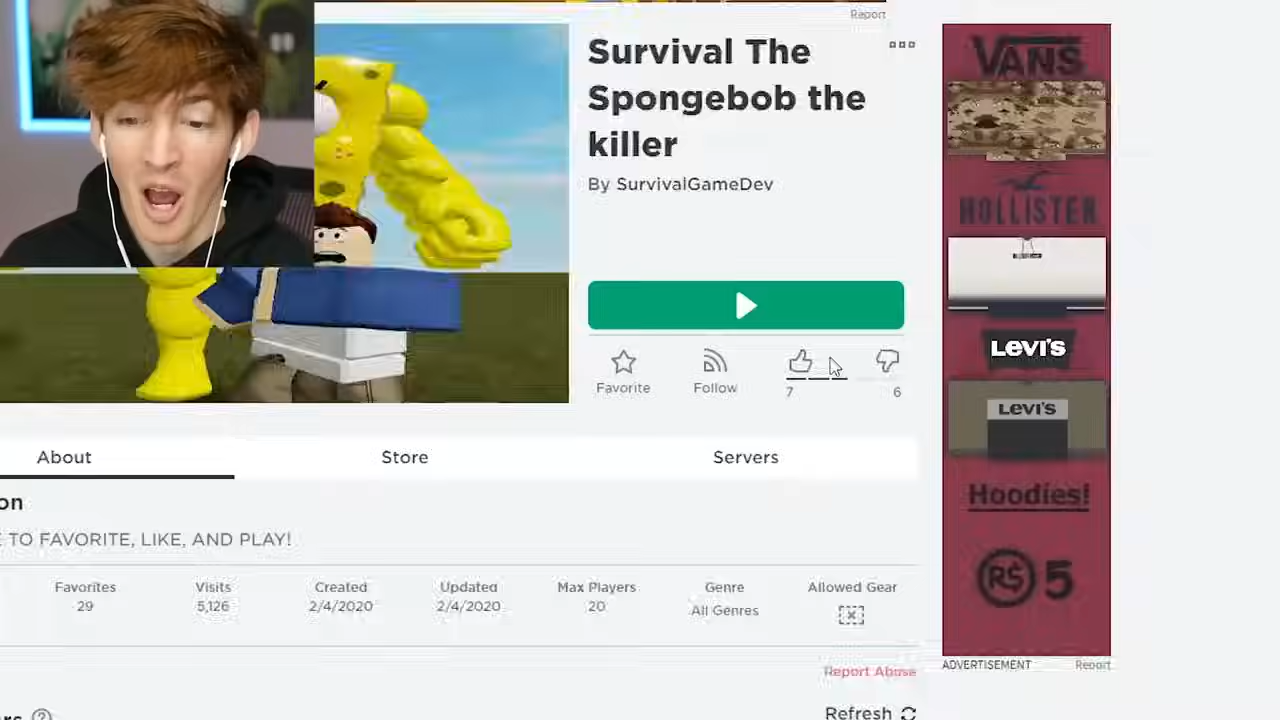 Report
Survival The
Spongebob the
killer
By SurvivalGameDev
Favorite
Follow
7
6
About
Store
Servers
on
E TO FAVORITE, LIKE, AND PLAY!
Favorites
Visits
Created
Updated
Max Players
Genre
Allowed Gear
29
5,126
2/4/2020
2/4/2020
20
All Genres
Report Abuse
Refresh
VANS
HOLLISTER
LEVI'S
LEVI'S
Hoodies!
R$ 5
ADVERTISEMENT
Report